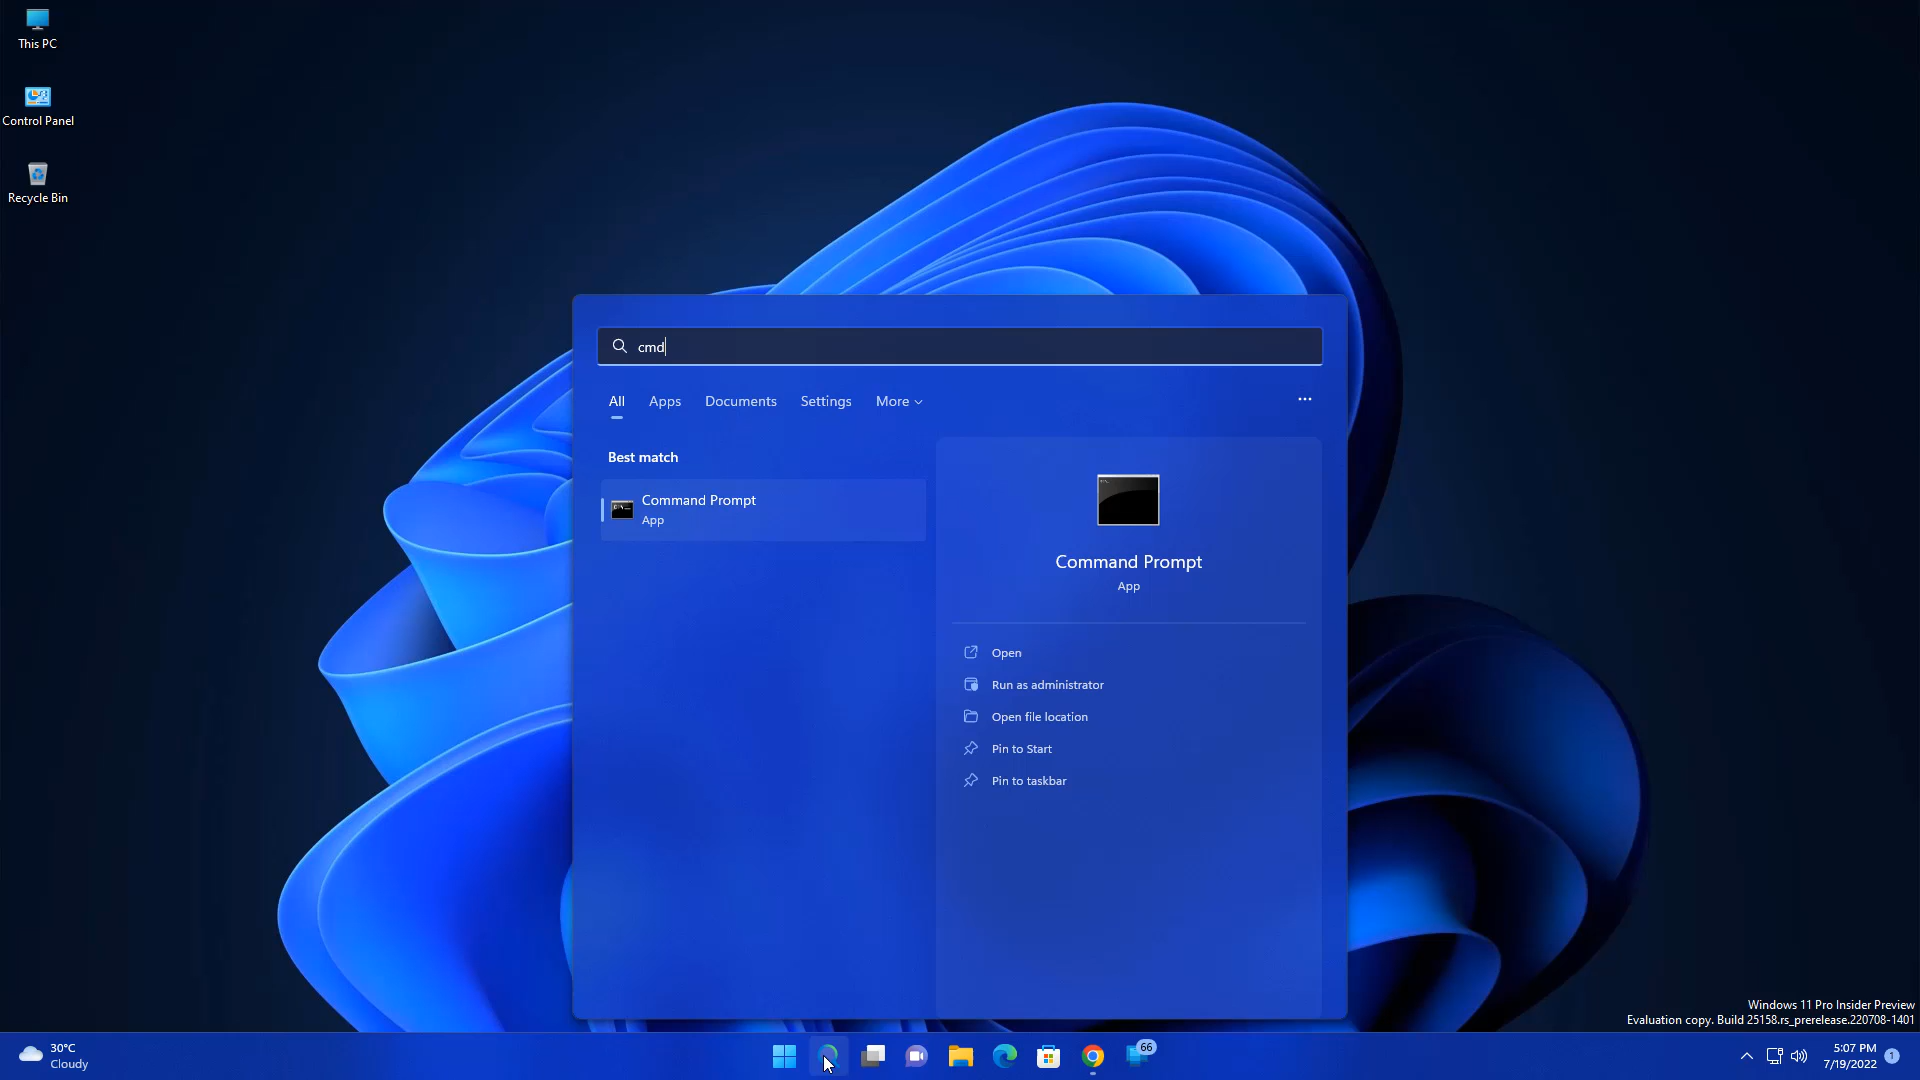 This PC
Control Panel
Recycle Bin
cmd
All Apps Documents Settings More
Best match
Command Prompt
App
Command Prompt
App
Open
Run as administrator
Open file location
Pin to Start
Pin to taskbar
Windows 11 Pro Insider Preview
Evaluation copy. Build 25158.rs_prerelease.220708-1401
30°C
Cloudy
66
5:07 PM
7/19/2022
1